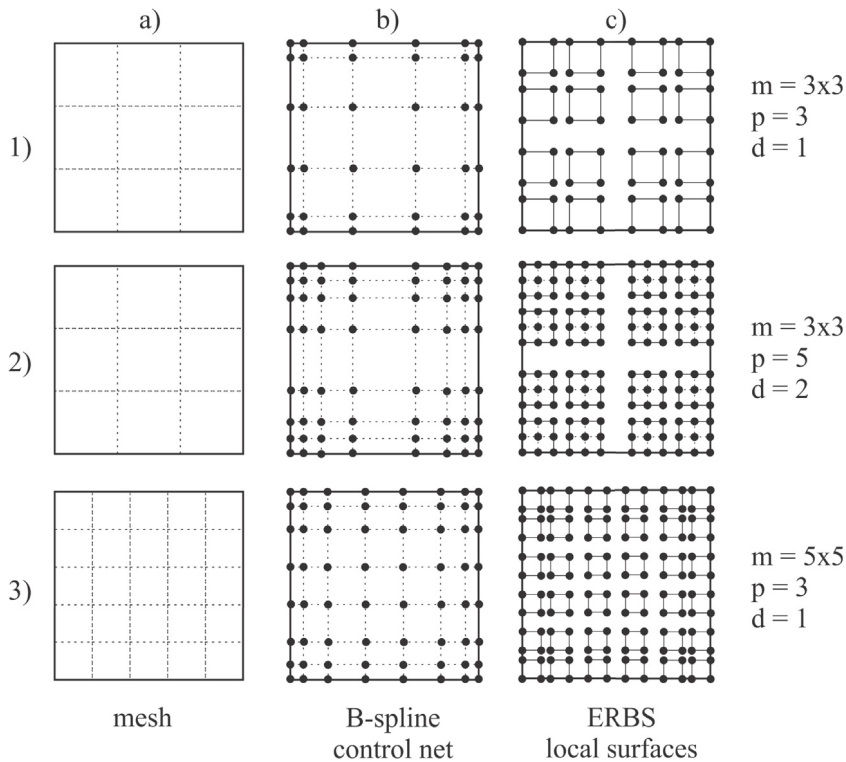 a)
b)
c)
1)
m = 3x3
p = 3
d = 1
2)
m = 3x3
p = 5
d = 2
3)
m = 5x5
p = 3
d = 1
mesh
B-spline
control net
ERBS
local surfaces